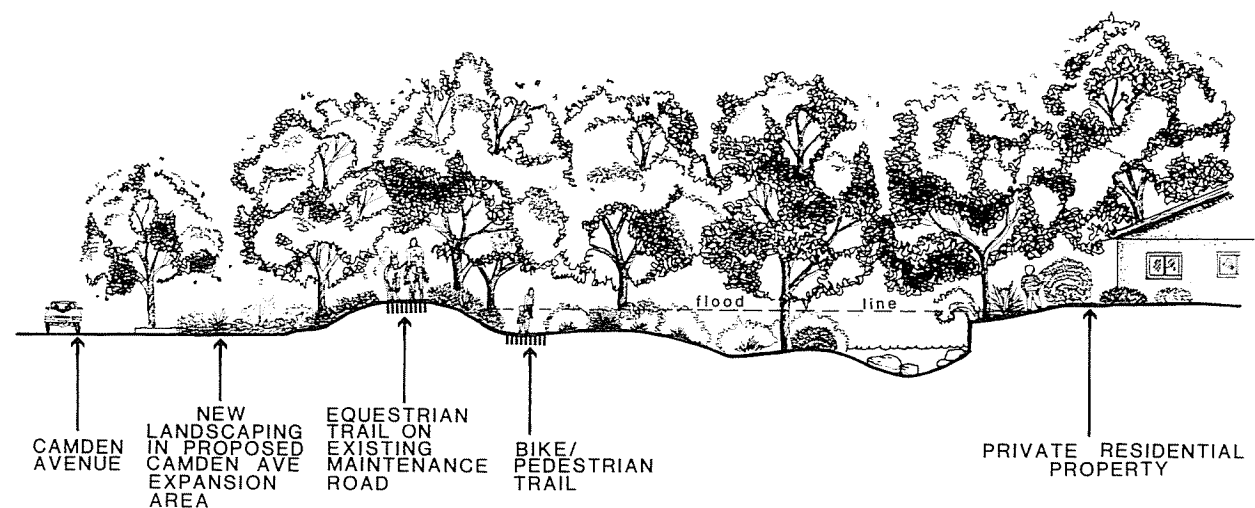 flood line
CAMDEN
AVENUE
NEW
LANDSCAPING
IN PROPOSED
CAMDEN AVE
EXPANSION
AREA
EQUESTRIAN
TRAIL ON
EXISTING
MAINTENANCE
ROAD
BIKE/
PEDESTRIAN
TRAIL
PRIVATE RESIDENTIAL
PROPERTY